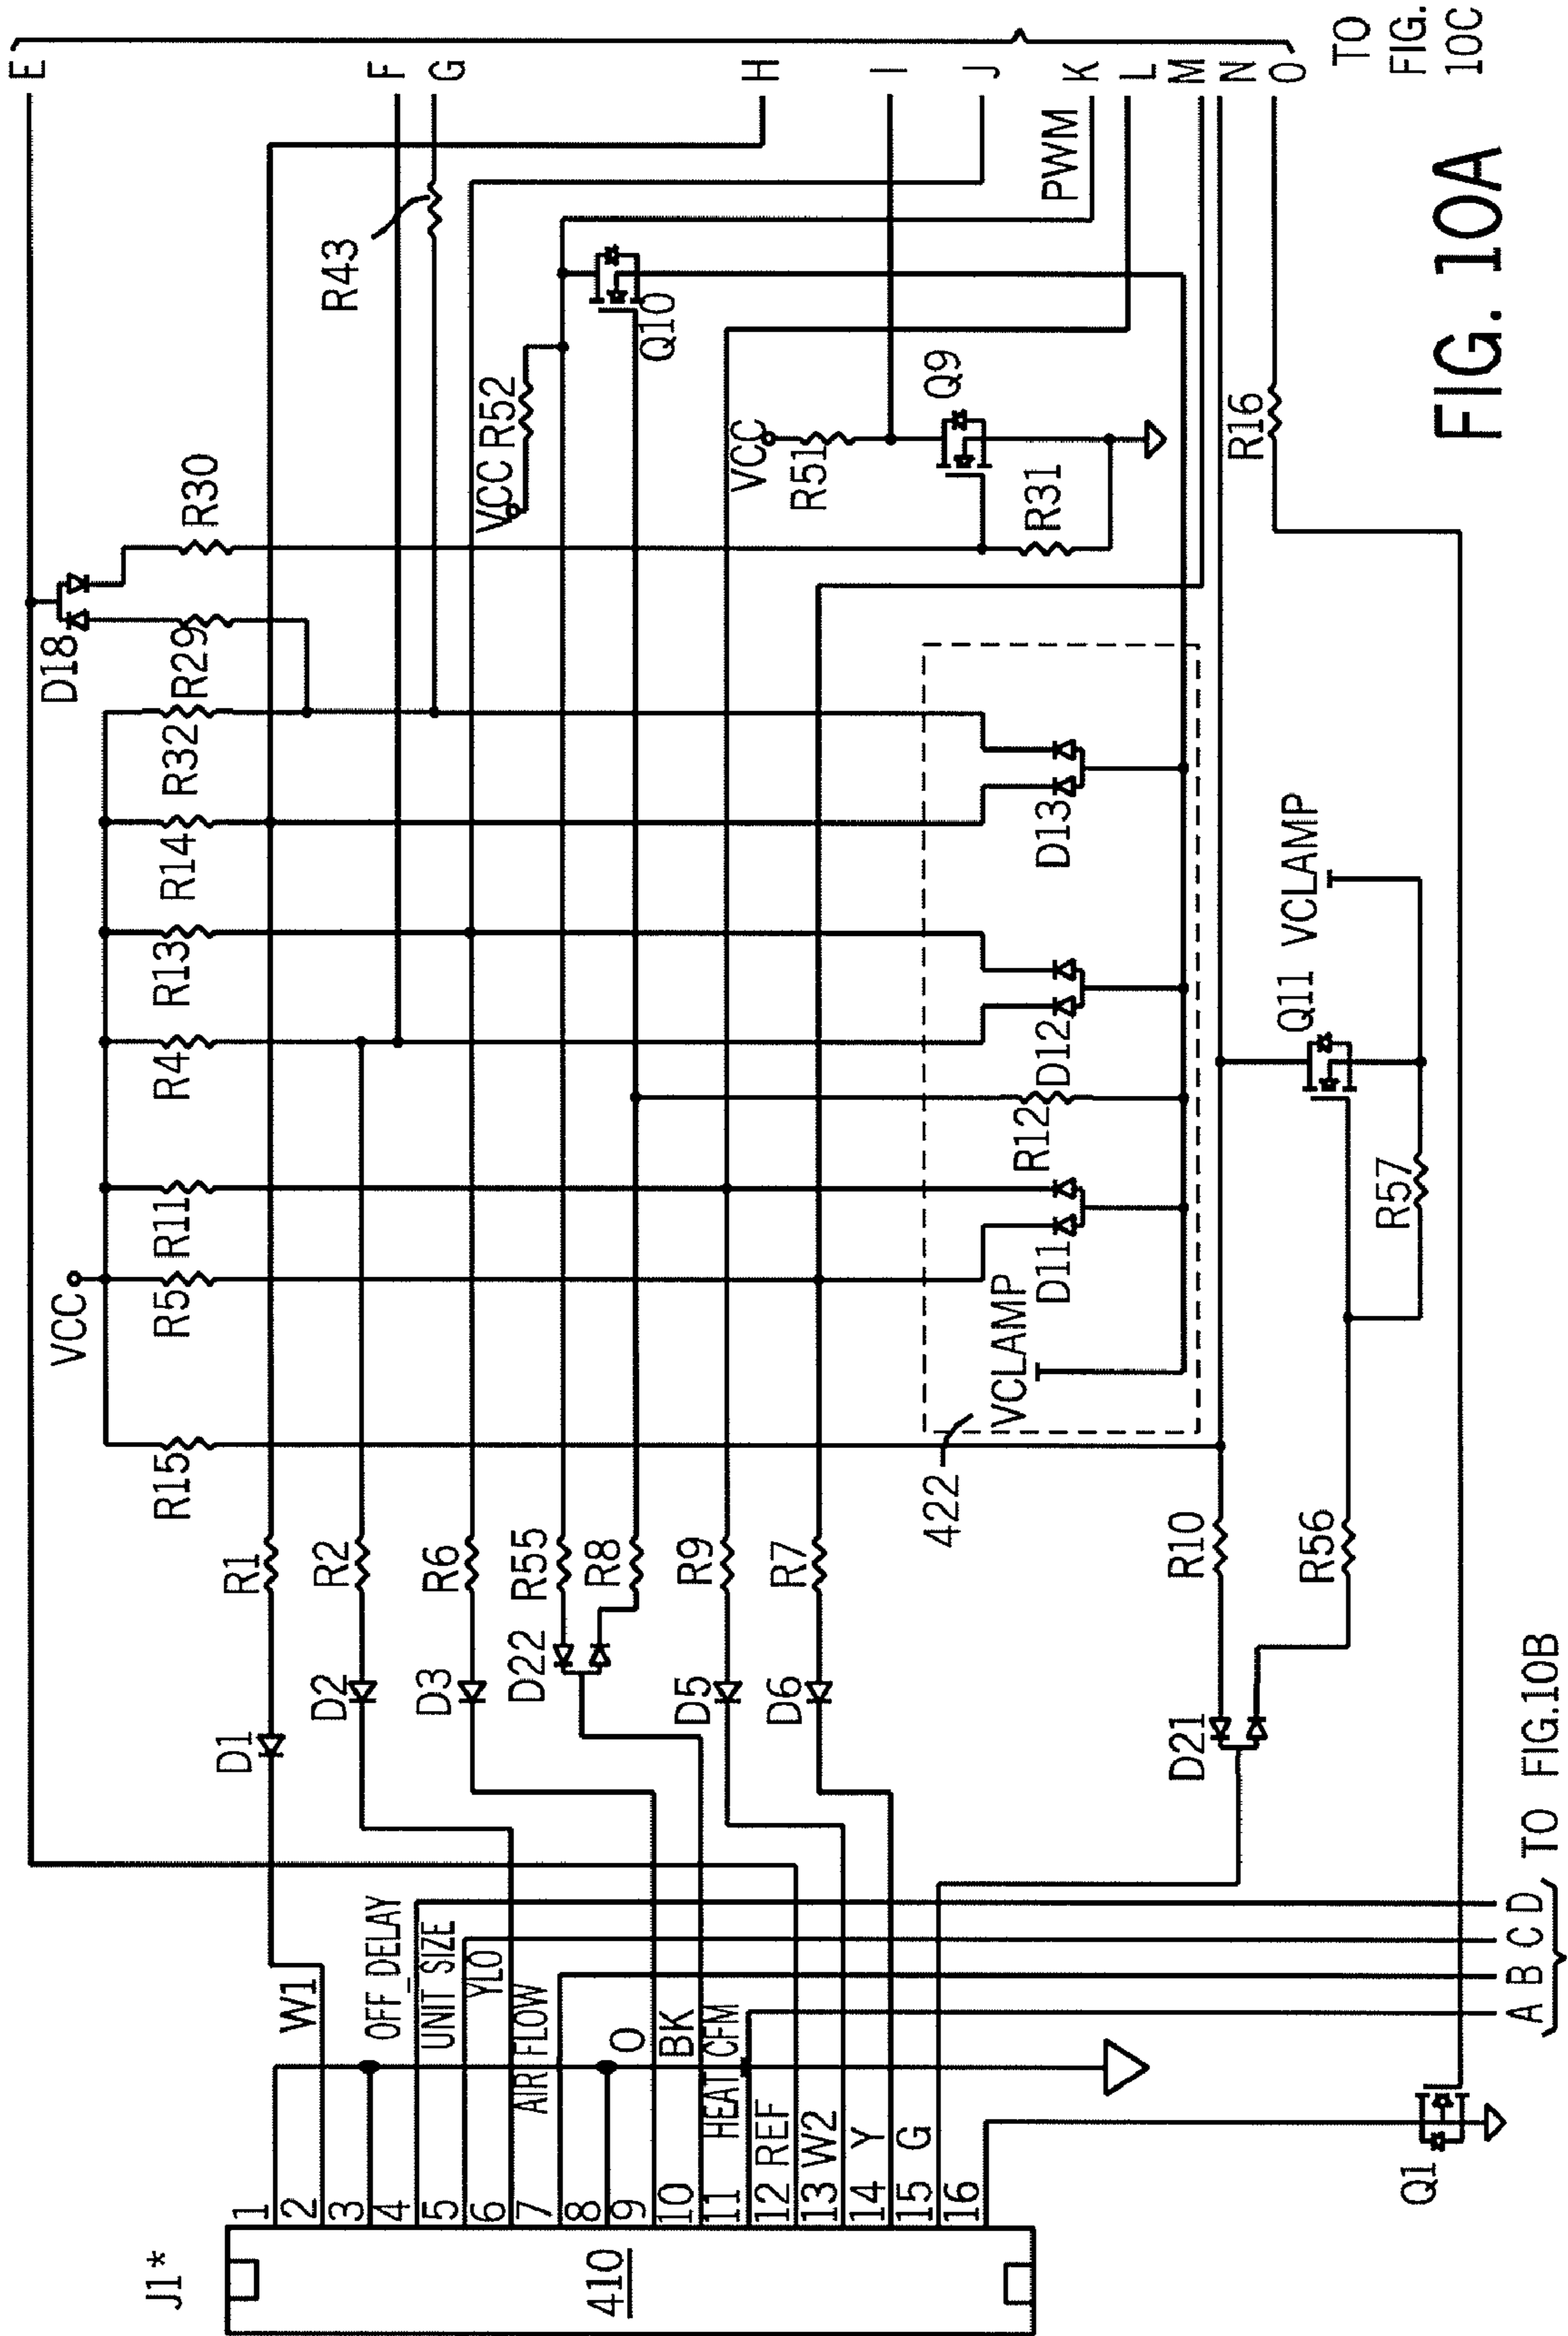 E
F
G
H
I
J
K
L
M
N
O
TO
FIG.
10C
PWM
R43
Q10
VCC R52
Q9
VCC
R51
R31
R16
R30
D18
R29
R32
R14
R13
R4
R11
R5
VCC
R15
D13
D12
R12
D11
VCLAMP
422
Q11 VCLAMP
R57
R56
R10
R1
R2
R6
R55
R8
R9
R7
D1
D2
D3
D22
D5
D6
D21
W1
OFF_DELAY
UNIT SIZE
YLO
AIR FLOW
O
BK
HEAT CFM
REF
W2
Y
G
1
2
3
4
5
6
7
8
9
10
11
12
13
14
15
16
J1*
410
Q1
A B C D
TO FIG.10B
FIG. 10A